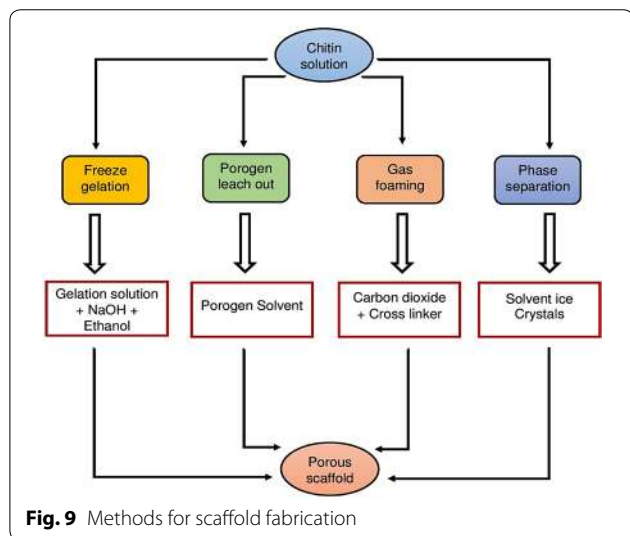 Chitin
solution
Freeze
gelation
Porogen
leach out
Gas
foaming
Phase
separation
Gelation solution
+ NaOH +
Ethanol
Porogen Solvent
Carbon dioxide
+ Cross linker
Solvent ice
Crystals
Porous
scaffold
Fig. 9 Methods for scaffold fabrication